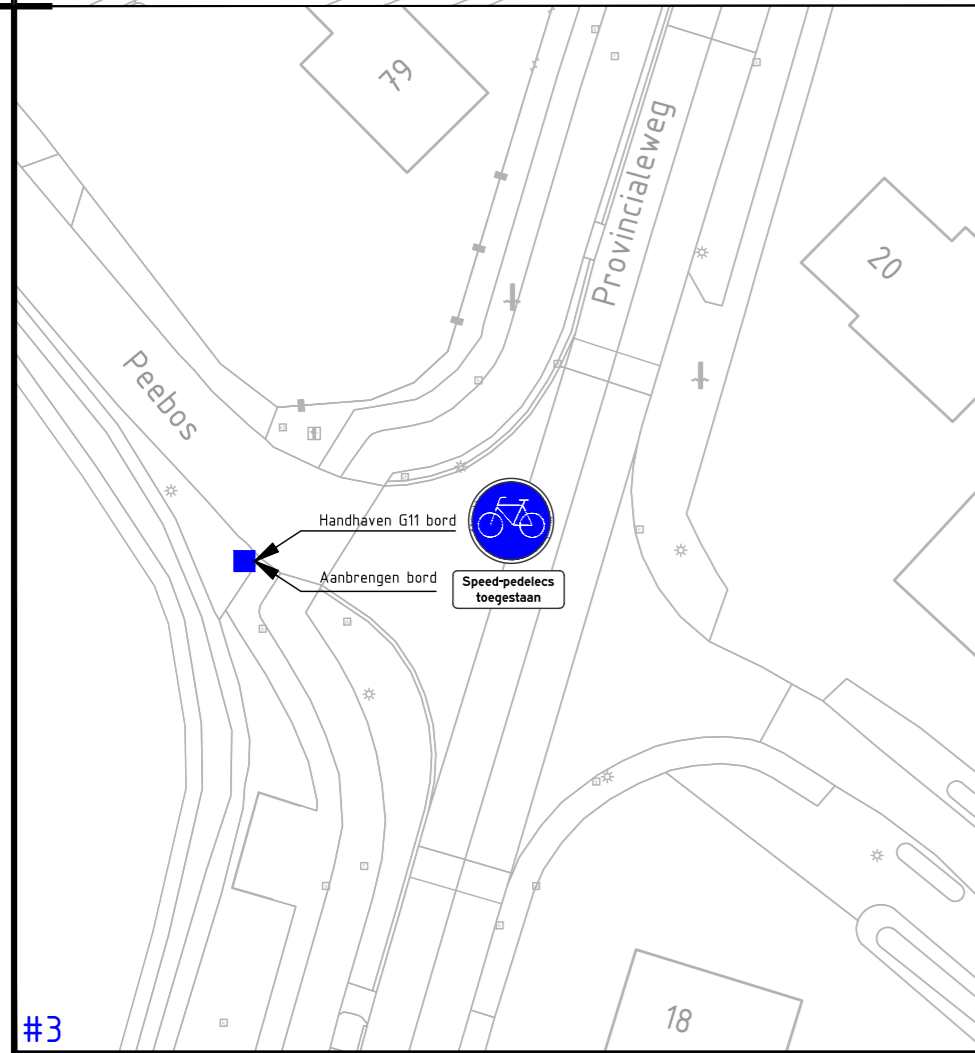 79
Provincialeweg
20
Peebos
Handhaven G11 bord
Aanbrengen bord
Speed-pedelecs
toegestaan
18
#3